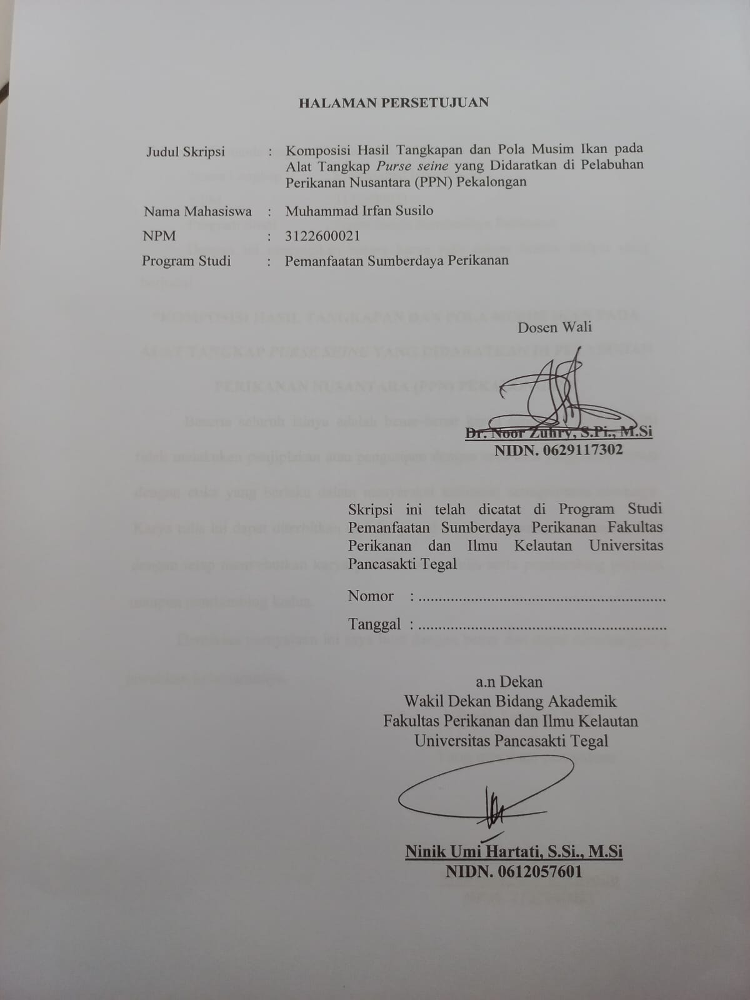 HALAMAN PERSETUJUAN
Judul Skripsi : Komposisi Hasil Tangkapan dan Pola Musim Ikan pada
Alat Tangkap Purse seine yang Didaratkan di Pelabuhan
Perikanan Nusantara (PPN) Pekalongan
Nama Mahasiswa : Muhammad Irfan Susilo
NPM : 3122600021
Program Studi : Pemanfaatan Sumberdaya Perikanan
Dosen Wali
Dr. Noor Zuhry, S.Pi., M.Si
NIDN. 0629117302
Skripsi ini telah dicatat di Program Studi
Pemanfaatan Sumberdaya Perikanan Fakultas
Perikanan dan Ilmu Kelautan Universitas
Pancasakti Tegal
Nomor : ..............................................................
Tanggal : ..............................................................
a.n Dekan
Wakil Dekan Bidang Akademik
Fakultas Perikanan dan Ilmu Kelautan
Universitas Pancasakti Tegal
Ninik Umi Hartati, S.Si., M.Si
NIDN. 0612057601